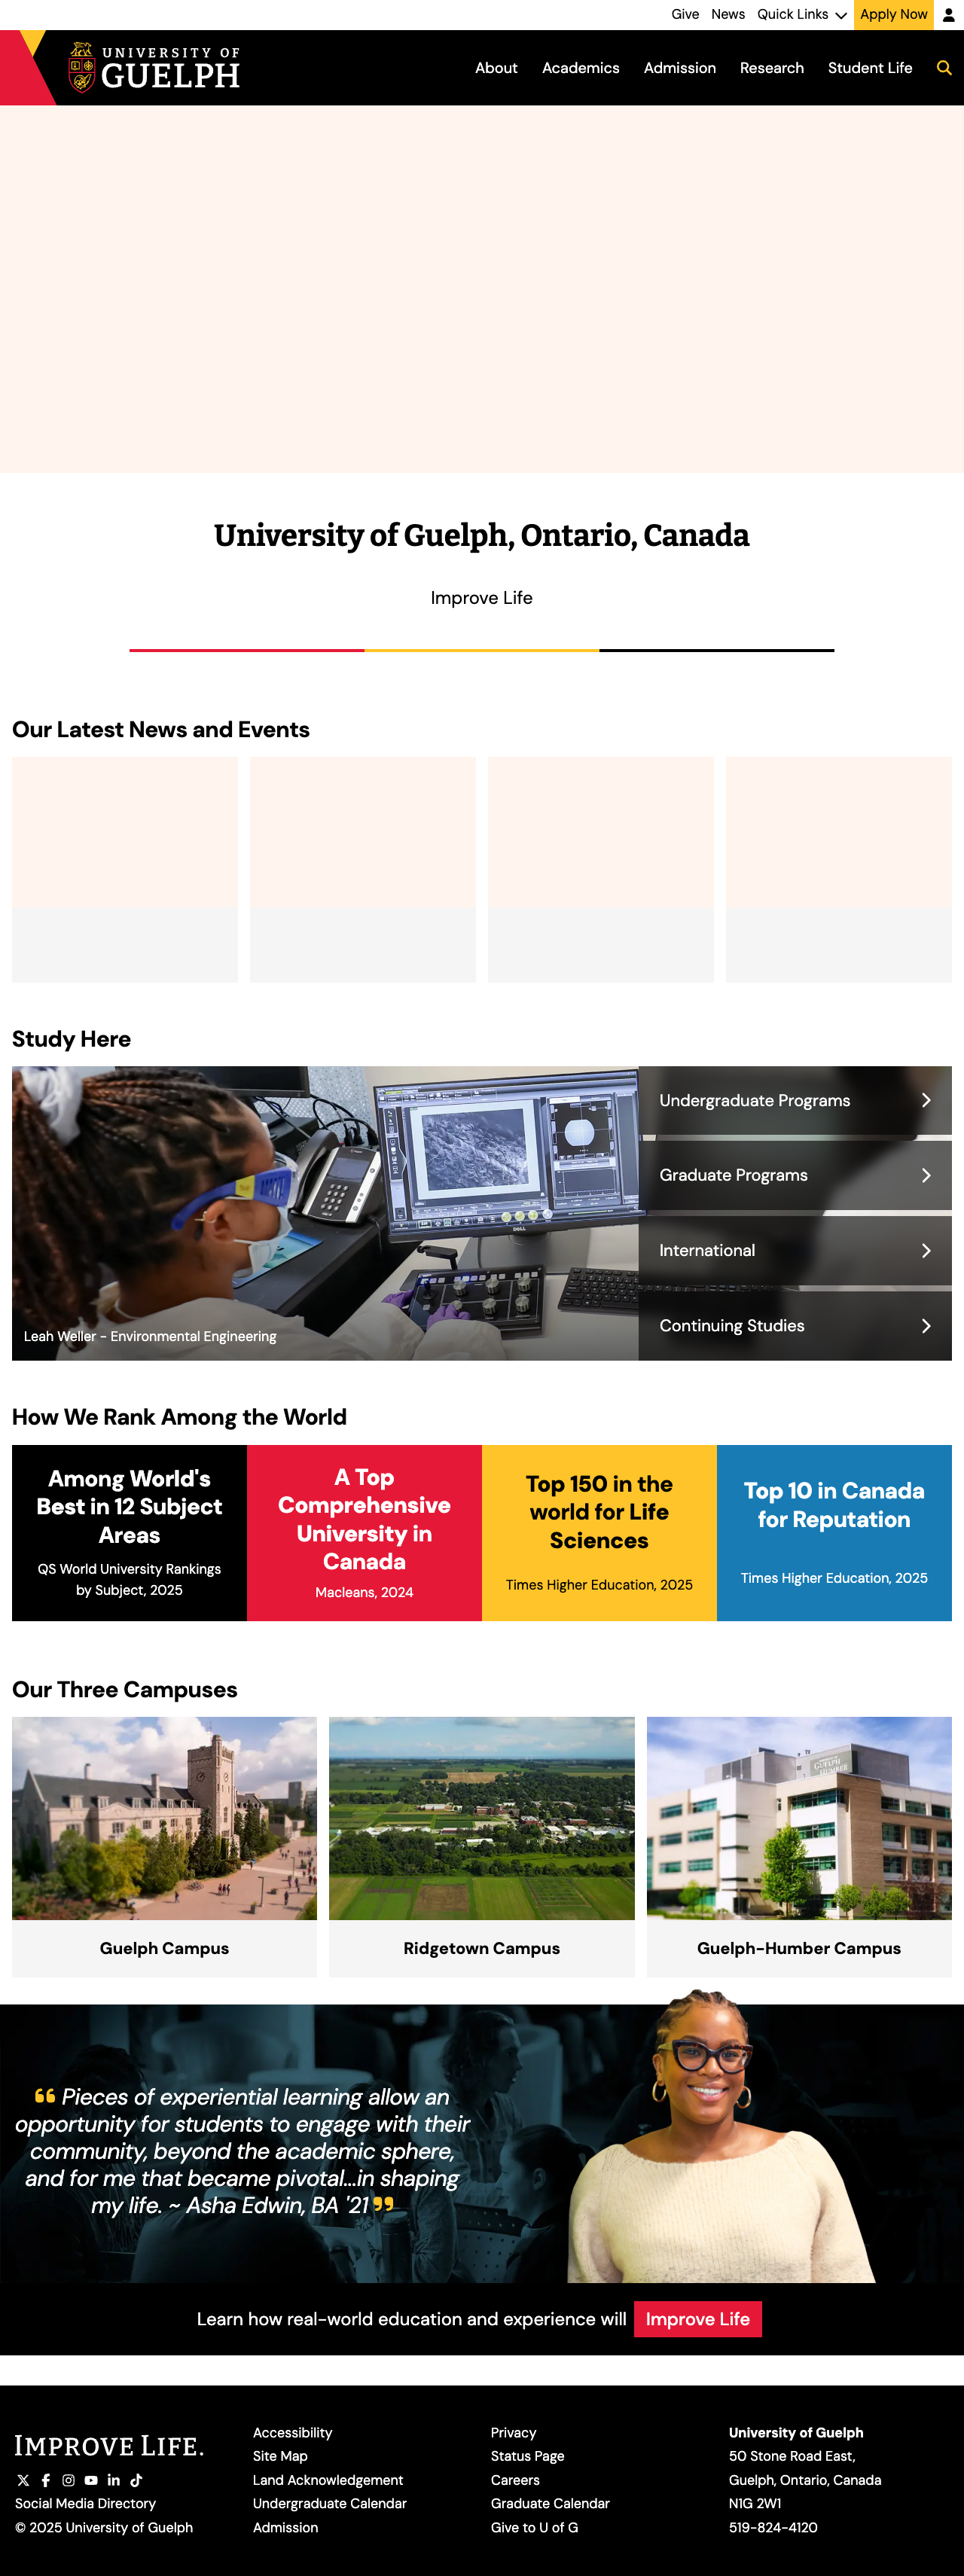 Give News Quick Links Apply Now
UNIVERSITY OF
GUELPH
About Academics Admission Research Student Life
University of Guelph, Ontario, Canada
Improve Life
Our Latest News and Events
Study Here
Undergraduate Programs
Graduate Programs
International
Continuing Studies
DELL
Leah Weller - Environmental Engineering
How We Rank Among the World
Among World's
Best in 12 Subject
Areas
QS World University Rankings
by Subject, 2025
A Top
Comprehensive
University in
Canada
Macleans, 2024
Top 150 in the
world for Life
Sciences
Times Higher Education, 2025
Top 10 in Canada
for Reputation
Times Higher Education, 2025
Our Three Campuses
GUELPH
HUMBER
Guelph Campus
Ridgetown Campus
Guelph-Humber Campus
“ Pieces of experiential learning allow an
opportunity for students to engage with their
community, beyond the academic sphere,
and for me that became pivotal...in shaping
my life. ~ Asha Edwin, BA '21 ”
Learn how real-world education and experience will Improve Life
IMPROVE LIFE.
Social Media Directory
© 2025 University of Guelph
Accessibility
Site Map
Land Acknowledgement
Undergraduate Calendar
Admission
Privacy
Status Page
Careers
Graduate Calendar
Give to U of G
University of Guelph
50 Stone Road East,
Guelph, Ontario, Canada
N1G 2W1
519-824-4120